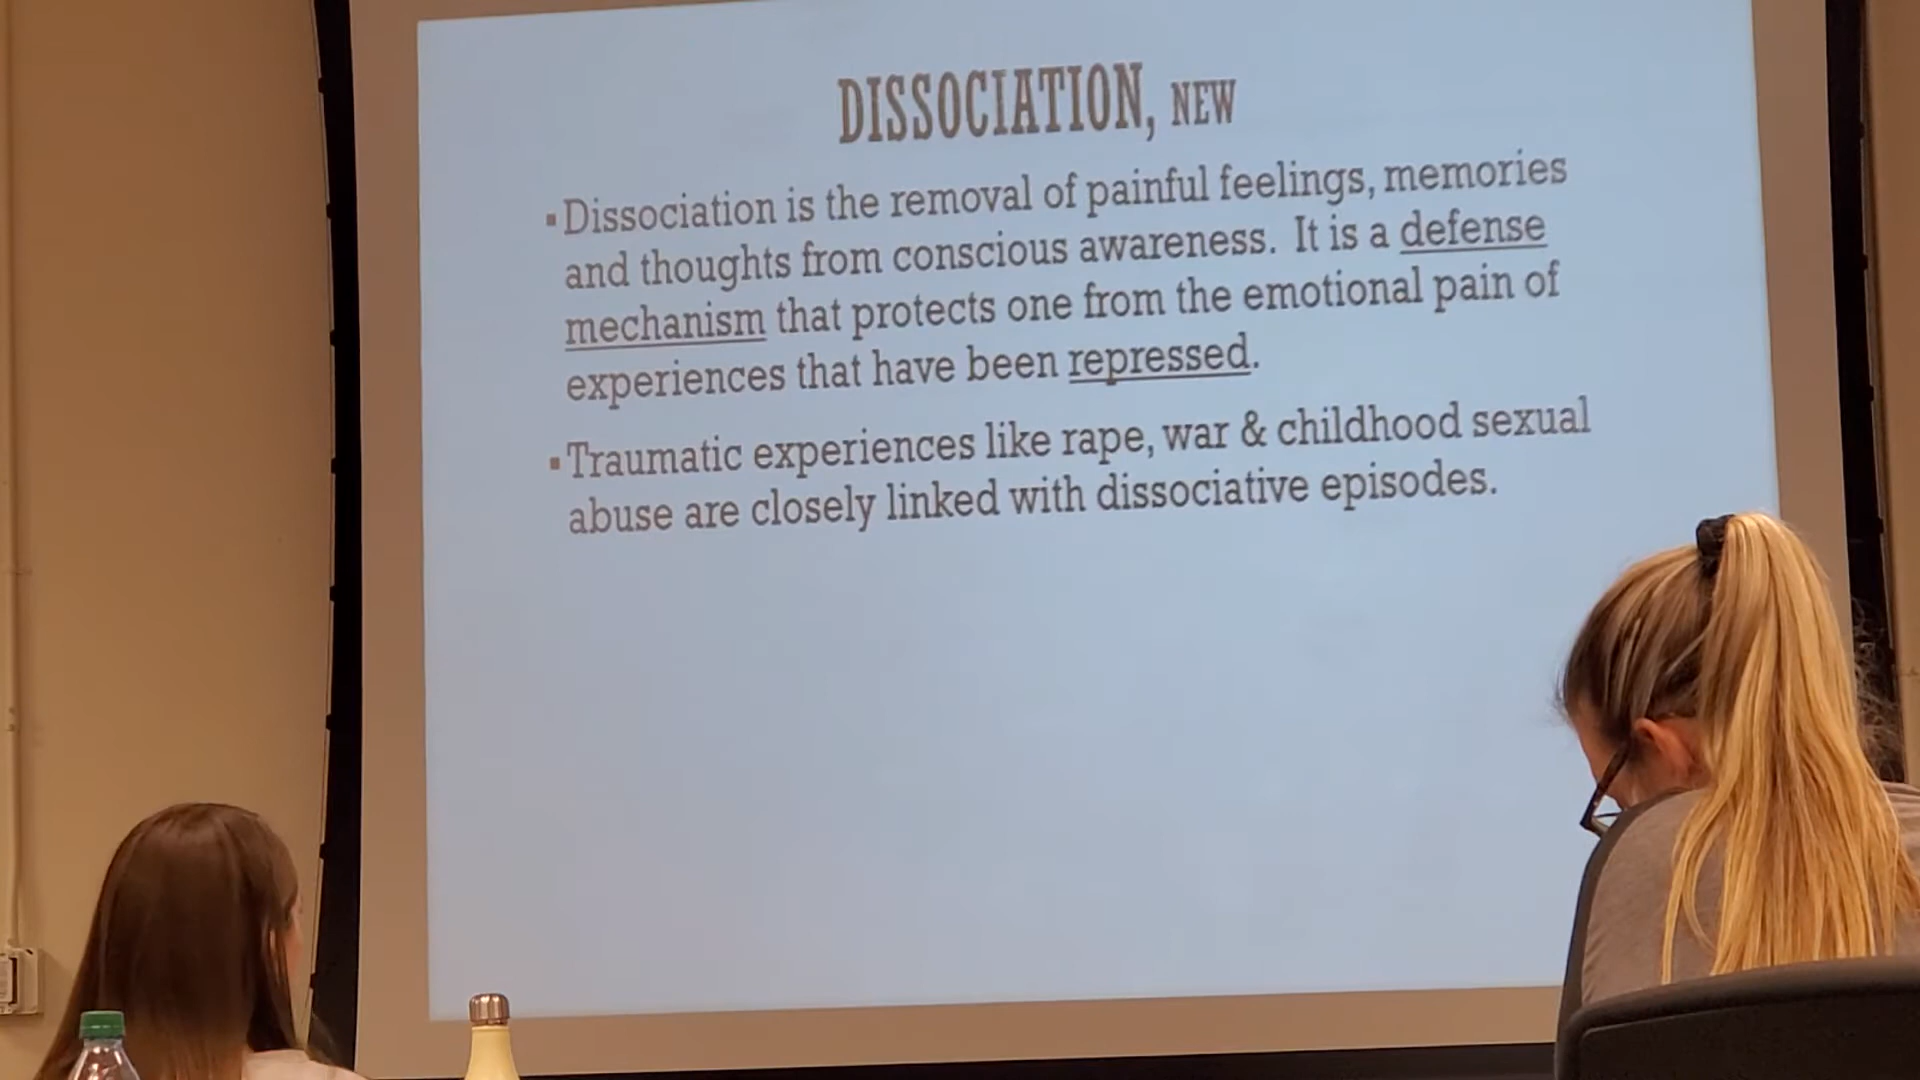 DISSOCIATION, NEW
▪Dissociation is the removal of painful feelings, memories
and thoughts from conscious awareness. It is a defense
mechanism that protects one from the emotional pain of
experiences that have been repressed.
▪Traumatic experiences like rape, war & childhood sexual
abuse are closely linked with dissociative episodes.